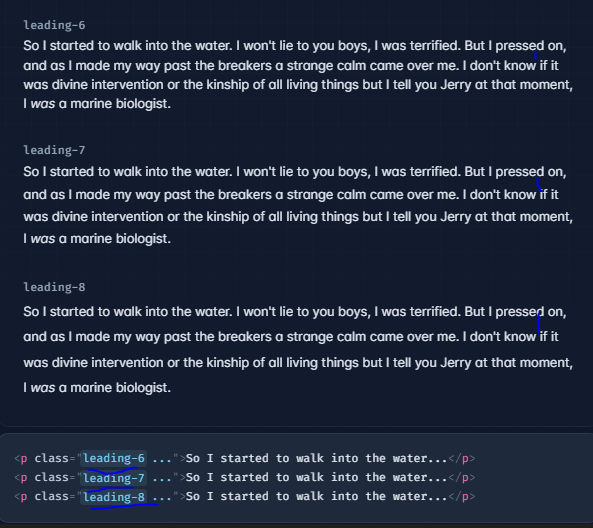 leading-6
So I started to walk into the water. I won't lie to you boys, I was terrified. But I pressed on,
and as I made my way past the breakers a strange calm came over me. I don't know if it
was divine intervention or the kinship of all living things but I tell you Jerry at that moment,
I was a marine biologist.
leading-7
So I started to walk into the water. I won't lie to you boys, I was terrified. But I pressed on,
and as I made my way past the breakers a strange calm came over me. I don't know if it
was divine intervention or the kinship of all living things but I tell you Jerry at that moment,
I was a marine biologist.
leading-8
So I started to walk into the water. I won't lie to you boys, I was terrified. But I pressed on,
and as I made my way past the breakers a strange calm came over me. I don't know if it
was divine intervention or the kinship of all living things but I tell you Jerry at that moment,
I was a marine biologist.
<p class="leading-6 ...">So I started to walk into the water...</p>
<p class="leading-7 ...">So I started to walk into the water...</p>
<p class="leading-8 ...">So I started to walk into the water...</p>